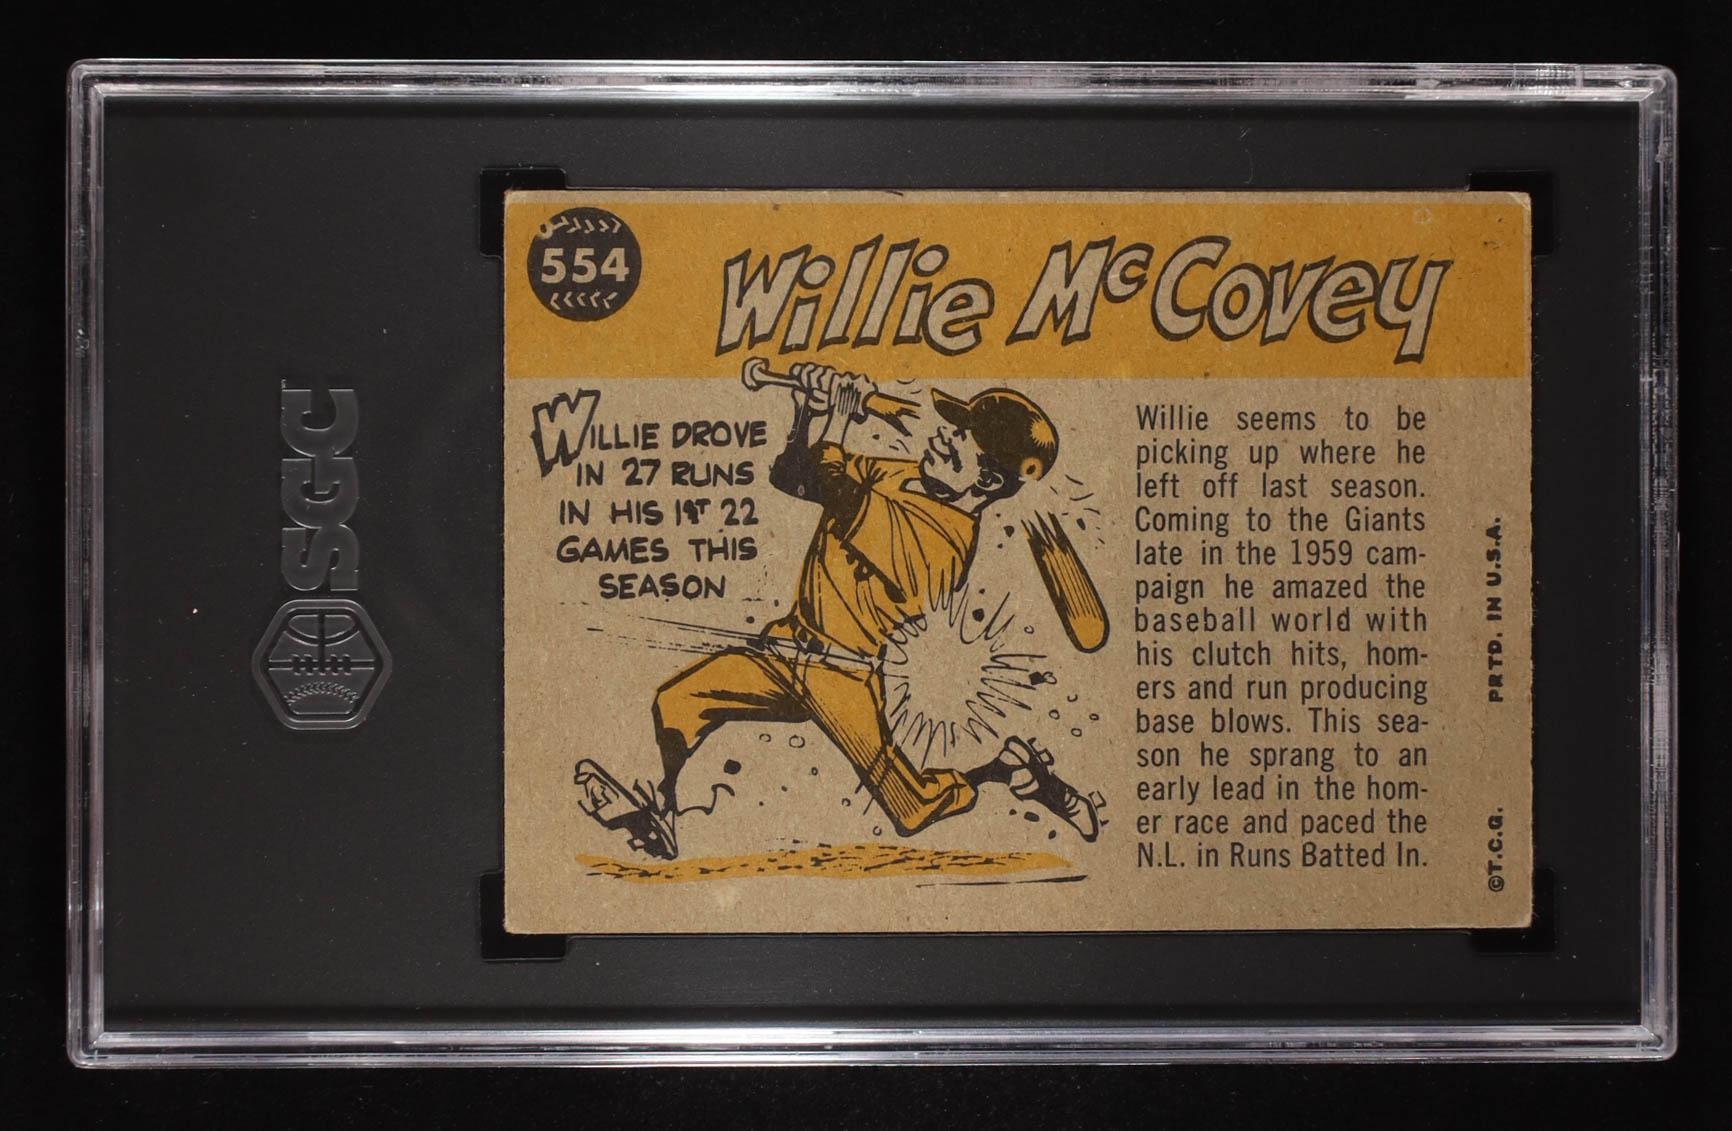 554
Willie McCovey
WILLIE DROVE
IN 27 RUNS
IN HIS 1ST 22
GAMES THIS
SEASON
Willie seems to be
picking up where he
left off last season.
Coming to the Giants
late in the 1959 cam-
paign he amazed the
baseball world with
his clutch hits, hom-
ers and run producing
base blows. This sea-
son he sprang to an
early lead in the hom-
er race and paced the
N.L. in Runs Batted In.
©T.C.G. PRTD. IN U.S.A.
SGC